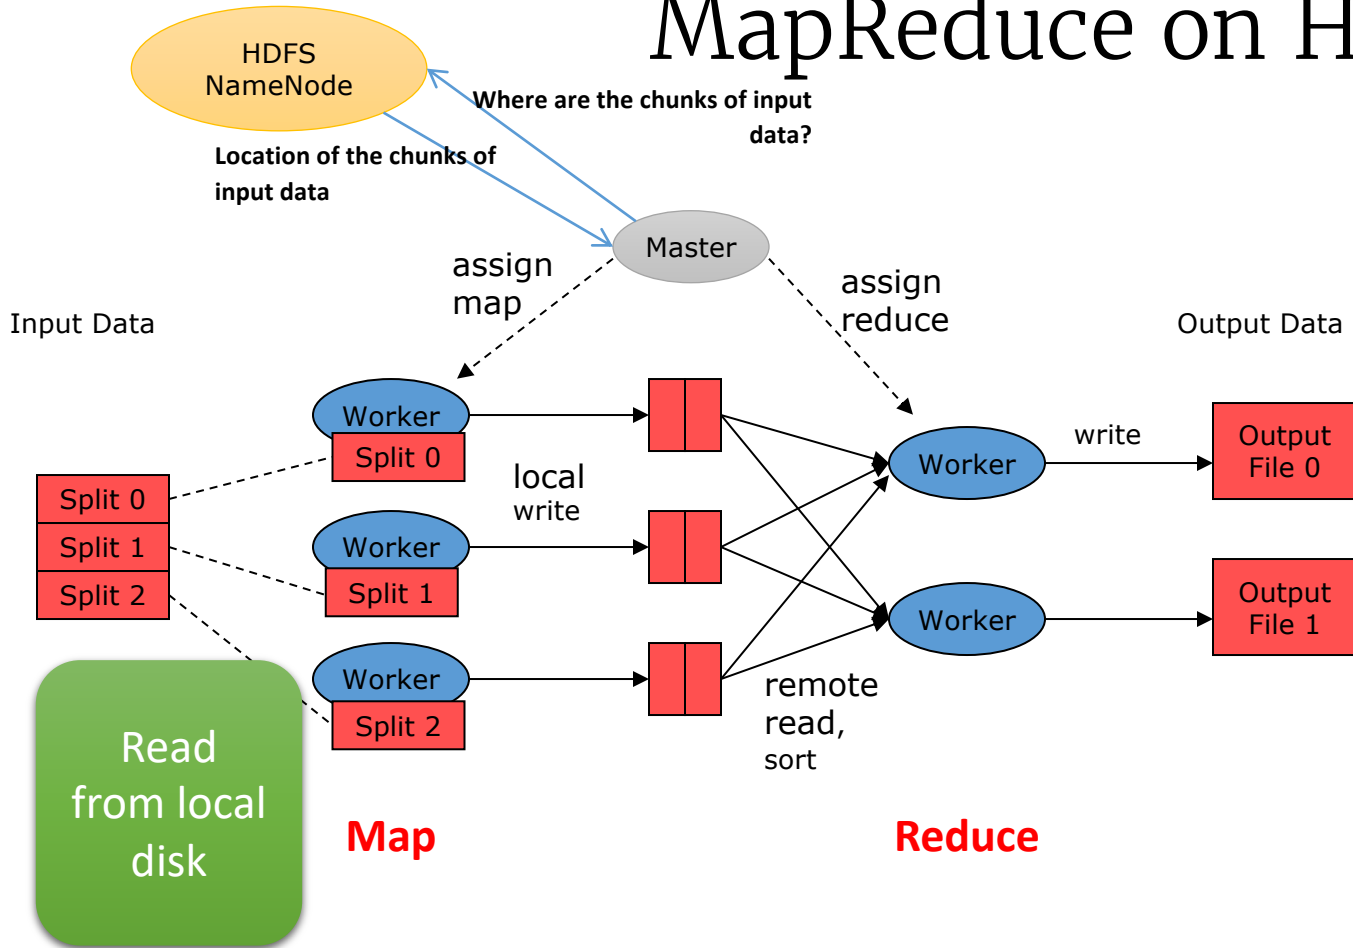 MapReduce on H
HDFS
NameNode
Where are the chunks of input
data?
Location of the chunks of
input data
Master
assign
map
assign
reduce
Input Data
Output Data
Worker
Split 0
write
Worker
Output
File 0
local
write
Split 0
Split 1
Split 2
Worker
Split 1
Worker
Output
File 1
Worker
Split 2
remote
read,
sort
Read
from local
disk
Map
Reduce